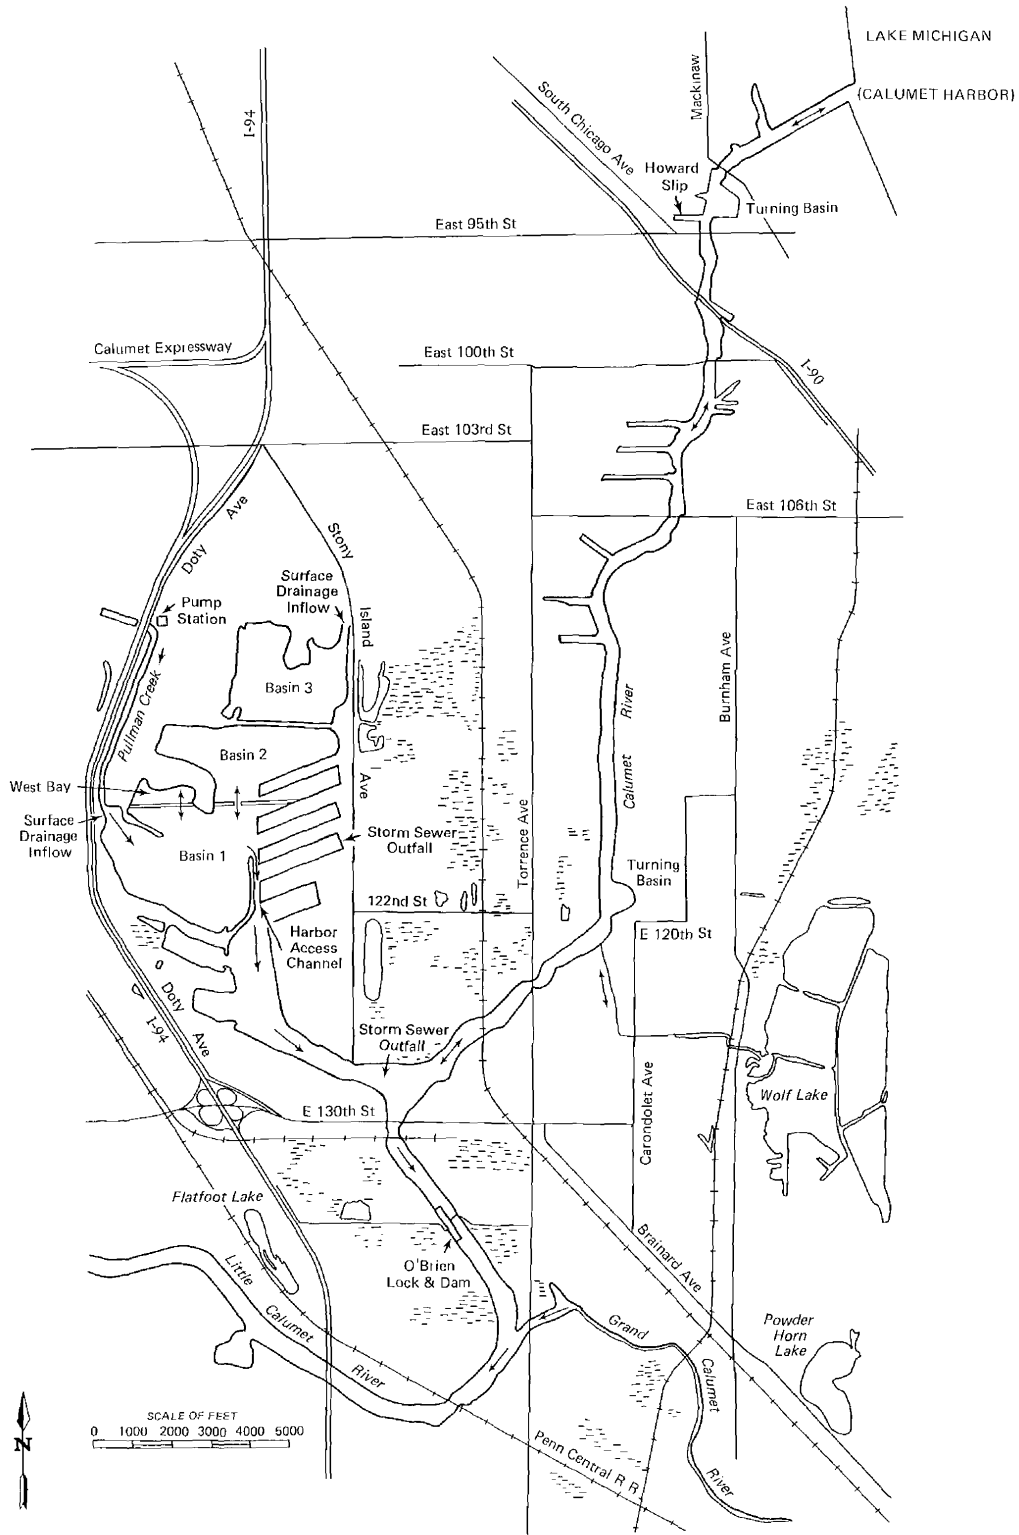 LAKE MICHIGAN
(CALUMET HARBOR)
Mackinaw
South Chicago Ave
I-94
Howard
Slip
Turning Basin
East 95th St
Calumet Expressway
East 100th St
I-90
East 103rd St
East 106th St
Doty
Ave
Stony
Island
Ave
Surface
Drainage
Inflow
Pump
Station
Pullman Creek
Basin 3
Basin 2
West Bay
Surface
Drainage
Inflow
Basin 1
Storm Sewer
Outfall
122nd St
Harbor
Access
Channel
Torrence Ave
Calumet
River
Burnham Ave
Turning
Basin
E 120th St
Doty
Ave
I-94
Storm Sewer
Outfall
E 130th St
Carondolet Ave
Wolf Lake
Flatfoot Lake
O'Brien
Lock & Dam
Brainard Ave
Little
Calumet
River
Grand
Calumet
River
Powder
Horn
Lake
Penn Central R R
N
SCALE OF FEET
0 1000 2000 3000 4000 5000